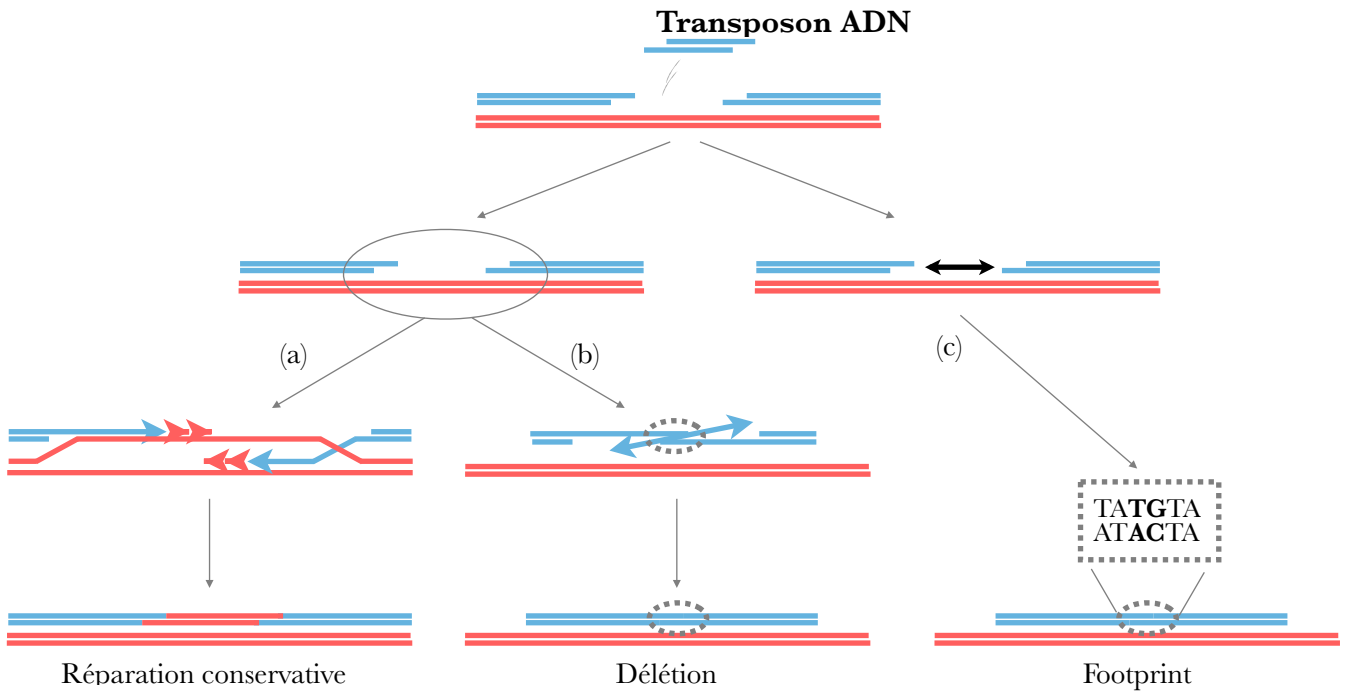 Transposon ADN
(a)
(b)
(c)
TATGTA
ATACTA
Réparation conservative
Délétion
Footprint